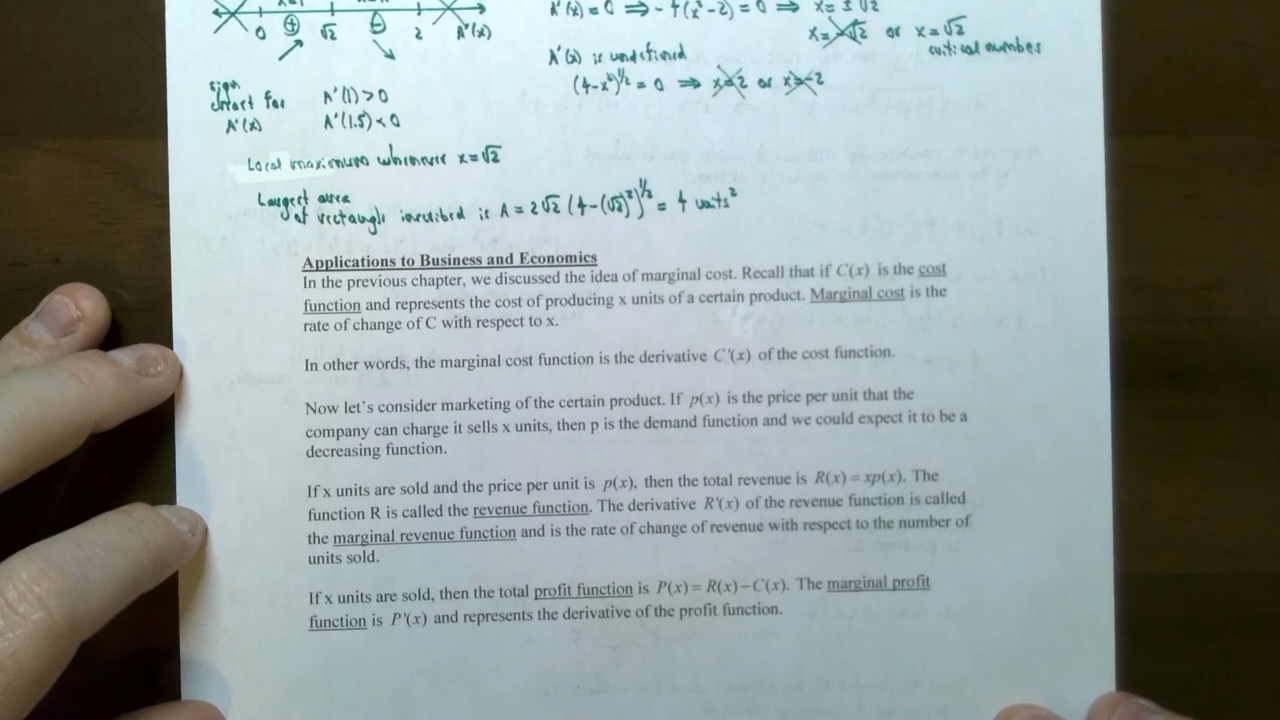 A'(x) = 0 ⟹ -4(x²-2) = 0 ⟹ x = ±√2
0 ⊕ √2 ⊖ 2 A'(x)
x = -√2 or x = √2
critical number
A'(x) is undefined
(4-x²)^½ = 0 ⟹ x=2 or x=-2
sign
chart for A'(1) > 0
A'(x) A'(1.5) < 0
Local maximum whenever x = √2
Largest area
of rectangle inscribed is A = 2√2 (4-(√2)²)^½ = 4 units²
Applications to Business and Economics
In the previous chapter, we discussed the idea of marginal cost. Recall that if C(x) is the cost
function and represents the cost of producing x units of a certain product. Marginal cost is the
rate of change of C with respect to x.
In other words, the marginal cost function is the derivative C'(x) of the cost function.
Now let's consider marketing of the certain product. If p(x) is the price per unit that the
company can charge it sells x units, then p is the demand function and we could expect it to be a
decreasing function.
If x units are sold and the price per unit is p(x), then the total revenue is R(x) = xp(x). The
function R is called the revenue function. The derivative R'(x) of the revenue function is called
the marginal revenue function and is the rate of change of revenue with respect to the number of
units sold.
If x units are sold, then the total profit function is P(x) = R(x) − C(x). The marginal profit
function is P'(x) and represents the derivative of the profit function.